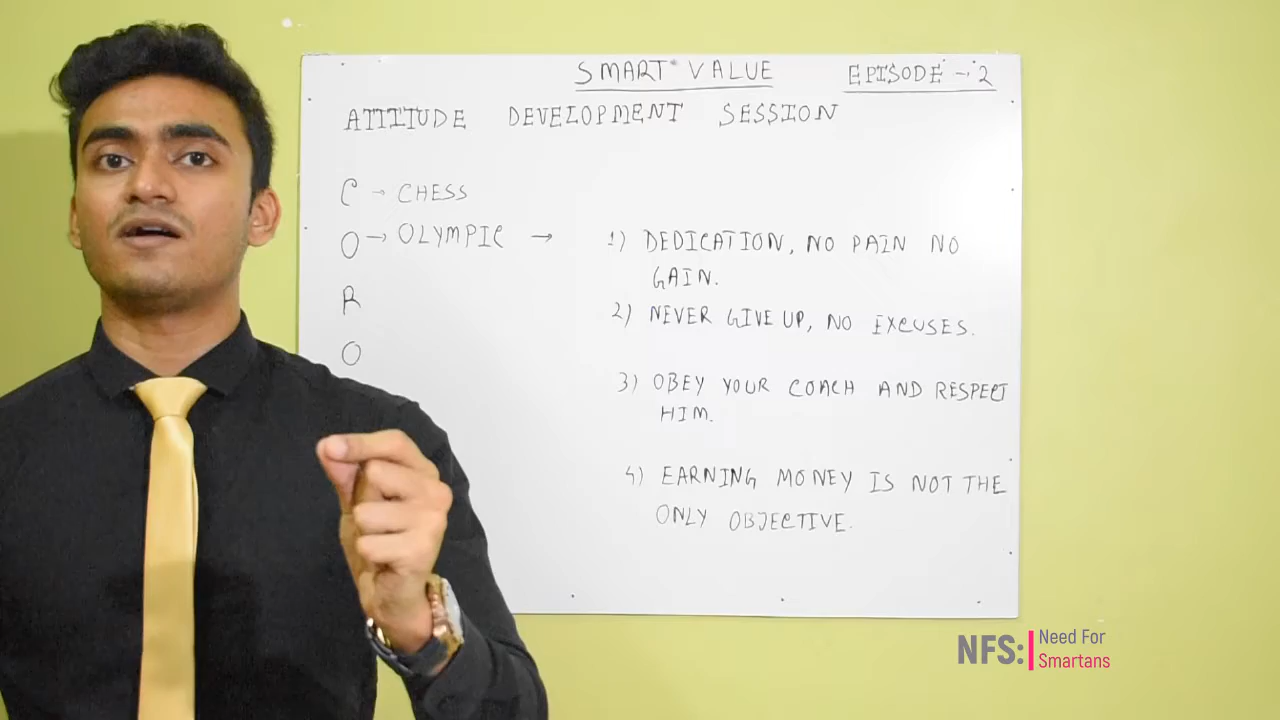 SMART VALUE EPISODE - 2
ATTITUDE DEVELOPMENT SESSION
C → CHESS
O → OLYMPIC → 1) DEDICATION, NO PAIN NO
GAIN.
R
2) NEVER GIVE UP, NO EXCUSES.
O
3) OBEY YOUR COACH AND RESPECT
HIM.
4) EARNING MONEY IS NOT THE
ONLY OBJECTIVE.
NFS: Need For
Smartans